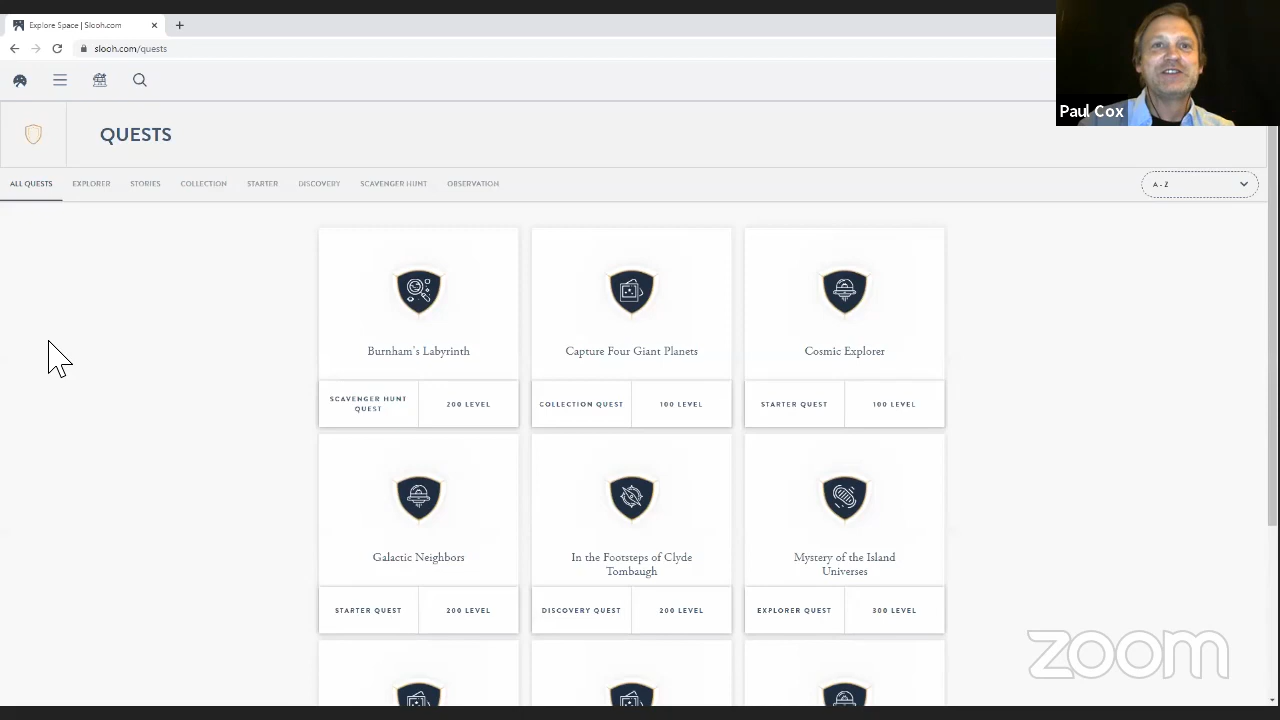 Explore Space | Slooh.com
slooh.com/quests
Paul Cox
QUESTS
ALL QUESTS EXPLORER STORIES COLLECTION STARTER DISCOVERY SCAVENGER HUNT OBSERVATION
A - Z
Burnham's Labyrinth
SCAVENGER HUNT
QUEST
200 LEVEL
Capture Four Giant Planets
COLLECTION QUEST
100 LEVEL
Cosmic Explorer
STARTER QUEST
100 LEVEL
Galactic Neighbors
STARTER QUEST
200 LEVEL
In the Footsteps of Clyde
Tombaugh
DISCOVERY QUEST
200 LEVEL
Mystery of the Island
Universes
EXPLORER QUEST
300 LEVEL
zoom